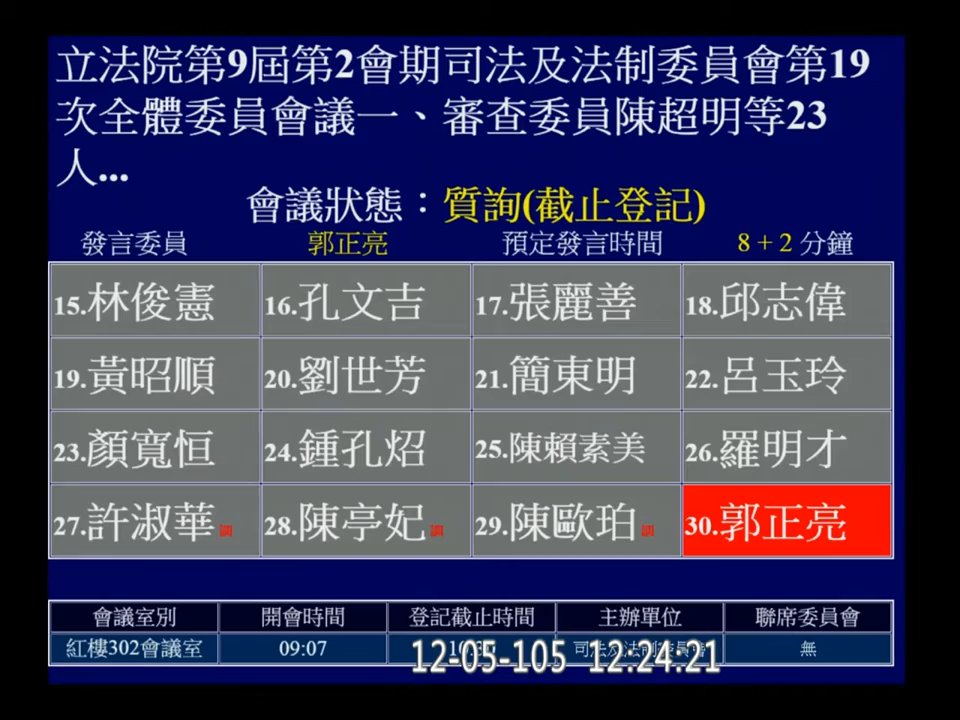 立法院第9屆第2會期司法及法制委員會第19
次全體委員會議一、審查委員陳超明等23
人...
會議狀態：質詢(截止登記)
發言委員 郭正亮 預定發言時間 8 + 2 分鐘
15.林俊憲 16.孔文吉 17.張麗善 18.邱志偉
19.黃昭順 20.劉世芳 21.簡東明 22.呂玉玲
23.顏寬恒 24.鍾孔炤 25.陳賴素美 26.羅明才
27.許淑華 28.陳亭妃 29.陳歐珀 30.郭正亮
會議室別 開會時間 登記截止時間 主辦單位 聯席委員會
紅樓302會議室 09:07 司法及法制委員會 無
12-05-105 12:24:21